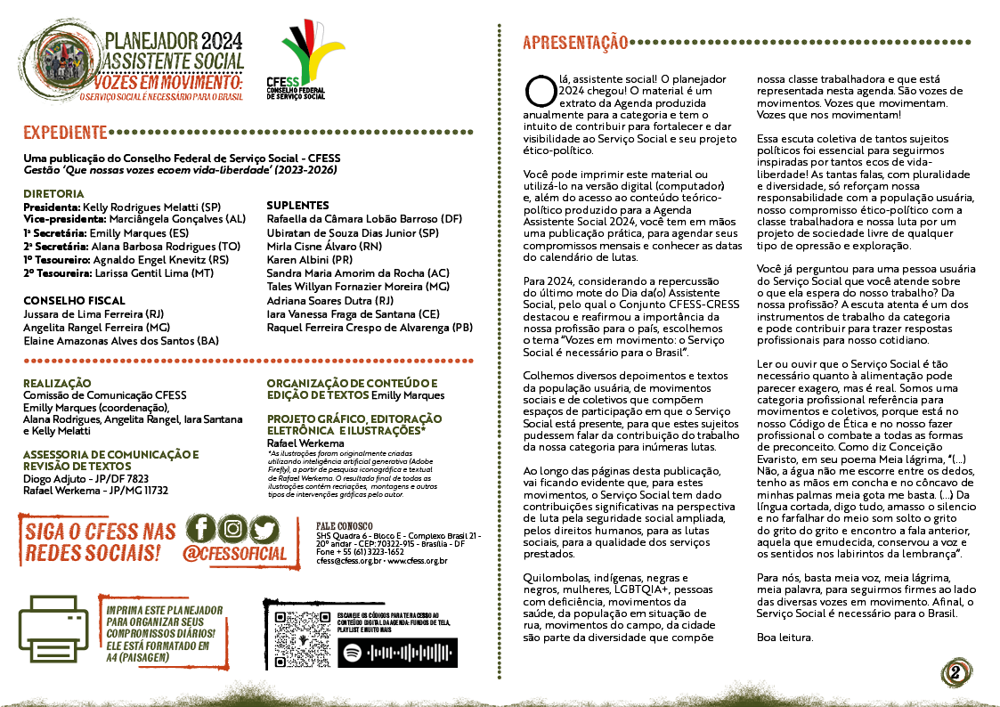 PLANEJADOR 2024
ASSISTENTE SOCIAL
VOZES EM MOVIMENTO:
O SERVIÇO SOCIAL É NECESSÁRIO PARA O BRASIL
CFESS
CONSELHO FEDERAL
DE SERVIÇO SOCIAL
EXPEDIENTE
Uma publicação do Conselho Federal de Serviço Social - CFESS
Gestão ‘Que nossas vozes ecoem vida-liberdade’ (2023-2026)
DIRETORIA
Presidenta: Kelly Rodrigues Melatti (SP)
Vice-presidenta: Marciângela Gonçalves (AL)
1ª Secretária: Emilly Marques (ES)
2ª Secretária: Alana Barbosa Rodrigues (TO)
1º Tesoureiro: Agnaldo Engel Knevitz (RS)
2º Tesoureira: Larissa Gentil Lima (MT)
CONSELHO FISCAL
Jussara de Lima Ferreira (RJ)
Angelita Rangel Ferreira (MG)
Elaine Amazonas Alves dos Santos (BA)
SUPLENTES
Rafaella da Câmara Lobão Barroso (DF)
Ubiratan de Souza Dias Junior (SP)
Mirla Cisne Álvaro (RN)
Karen Albini (PR)
Sandra Maria Amorim da Rocha (AC)
Tales Willyan Fornazier Moreira (MG)
Adriana Soares Dutra (RJ)
Iara Vanessa Fraga de Santana (CE)
Raquel Ferreira Crespo de Alvarenga (PB)
REALIZAÇÃO
Comissão de Comunicação CFESS
Emilly Marques (coordenação),
Alana Rodrigues, Angelita Rangel, Iara Santana
e Kelly Melatti
ASSESSORIA DE COMUNICAÇÃO E
REVISÃO DE TEXTOS
Diogo Adjuto - JP/DF 7823
Rafael Werkema - JP/MG 11732
ORGANIZAÇÃO DE CONTEÚDO E
EDIÇÃO DE TEXTOS Emilly Marques
PROJETO GRÁFICO, EDITORAÇÃO
ELETRÔNICA E ILUSTRAÇÕES*
Rafael Werkema
*As ilustrações foram originalmente criadas
utilizando inteligência artificial generativa (Adobe
Firefly), a partir de pesquisa iconográfica e textual
de Rafael Werkema. O resultado final de todas as
ilustrações contém recriações, montagens e outros
tipos de intervenções gráficas pelo autor.
SIGA O CFESS NAS
REDES SOCIAIS!
@CFESSOFICIAL
FALE CONOSCO
SHS Quadra 6 - Bloco E - Complexo Brasil 21 -
20º andar - CEP: 70322-915 - Brasília - DF
Fone + 55 (61) 3223-1652
cfess@cfess.org.br • www.cfess.org.br
IMPRIMA ESTE PLANEJADOR
PARA ORGANIZAR SEUS
COMPROMISSOS DIÁRIOS!
ELE ESTÁ FORMATADO EM
A4 (PAISAGEM)
ESCANEIE OS CÓDIGOS PARA TER ACESSO AO
CONTEÚDO DIGITAL DA AGENDA: FUNDOS DE TELA,
PLAYLIST E MUITO MAIS
APRESENTAÇÃO
Olá, assistente social! O planejador
2024 chegou! O material é um
extrato da Agenda produzida
anualmente para a categoria e tem o
intuito de contribuir para fortalecer e dar
visibilidade ao Serviço Social e seu projeto
ético-político.
Você pode imprimir este material ou
utilizá-lo na versão digital (computador)
e, além do acesso ao conteúdo teórico-
político produzido para a Agenda
Assistente Social 2024, você tem em mãos
uma publicação prática, para agendar seus
compromissos mensais e conhecer as datas
do calendário de lutas.
Para 2024, considerando a repercussão
do último mote do Dia da(o) Assistente
Social, pelo qual o Conjunto CFESS-CRESS
destacou e reafirmou a importância da
nossa profissão para o país, escolhemos
o tema “Vozes em movimento: o Serviço
Social é necessário para o Brasil”.
Colhemos diversos depoimentos e textos
da população usuária, de movimentos
sociais e de coletivos que compõem
espaços de participação em que o Serviço
Social está presente, para que estes sujeitos
pudessem falar da contribuição do trabalho
da nossa categoria para inúmeras lutas.
Ao longo das páginas desta publicação,
vai ficando evidente que, para estes
movimentos, o Serviço Social tem dado
contribuições significativas na perspectiva
de luta pela seguridade social ampliada,
pelos direitos humanos, para as lutas
sociais, para a qualidade dos serviços
prestados.
Quilombolas, indígenas, negras e
negros, mulheres, LGBTQIA+, pessoas
com deficiência, movimentos da
saúde, da população em situação de
rua, movimentos do campo, da cidade
são parte da diversidade que compõe
nossa classe trabalhadora e que está
representada nesta agenda. São vozes de
movimentos. Vozes que movimentam.
Vozes que nos movimentam!
Essa escuta coletiva de tantos sujeitos
políticos foi essencial para seguirmos
inspiradas por tantos ecos de vida-
liberdade! As tantas falas, com pluralidade
e diversidade, só reforçam nossa
responsabilidade com a população usuária,
nosso compromisso ético-político com a
classe trabalhadora e nossa luta por um
projeto de sociedade livre de qualquer
tipo de opressão e exploração.
Você já perguntou para uma pessoa usuária
do Serviço Social que você atende sobre
o que ela espera do nosso trabalho? Da
nossa profissão? A escuta atenta é um dos
instrumentos de trabalho da categoria
e pode contribuir para trazer respostas
profissionais para nosso cotidiano.
Ler ou ouvir que o Serviço Social é tão
necessário quanto à alimentação pode
parecer exagero, mas é real. Somos uma
categoria profissional referência para
movimentos e coletivos, porque está no
nosso Código de Ética e no nosso fazer
profissional o combate a todas as formas
de preconceito. Como diz Conceição
Evaristo, em seu poema Meia lágrima, “(...)
Não, a água não me escorre entre os dedos,
tenho as mãos em concha e no côncavo de
minhas palmas meia gota me basta. (...) Da
língua cortada, digo tudo, amasso o silencio
e no farfalhar do meio som solto o grito
do grito do grito e encontro a fala anterior,
aquela que emudecida, conservou a voz e
os sentidos nos labirintos da lembrança”.
Para nós, basta meia voz, meia lágrima,
meia palavra, para seguirmos firmes ao lado
das diversas vozes em movimento. Afinal, o
Serviço Social é necessário para o Brasil.
Boa leitura.
2